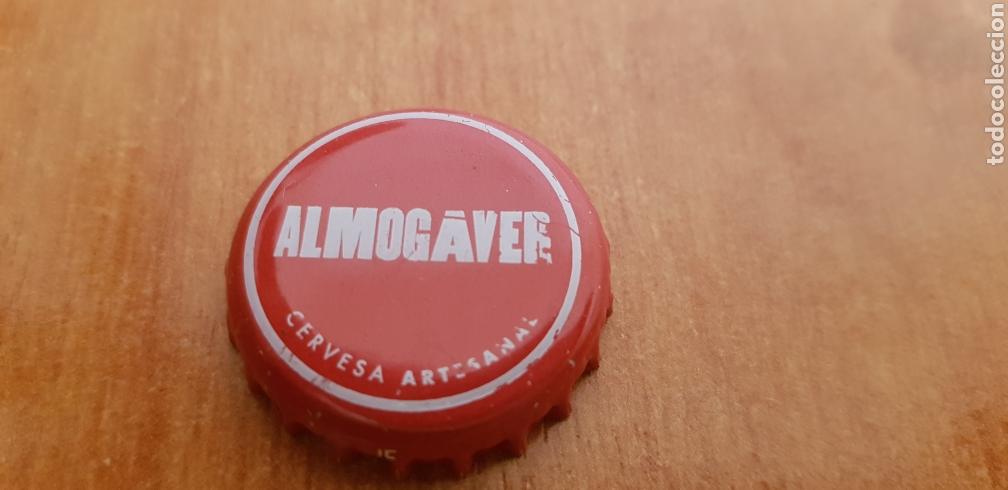 ALMOGÀVER
CERVESA ARTESANAL
todocoleccion